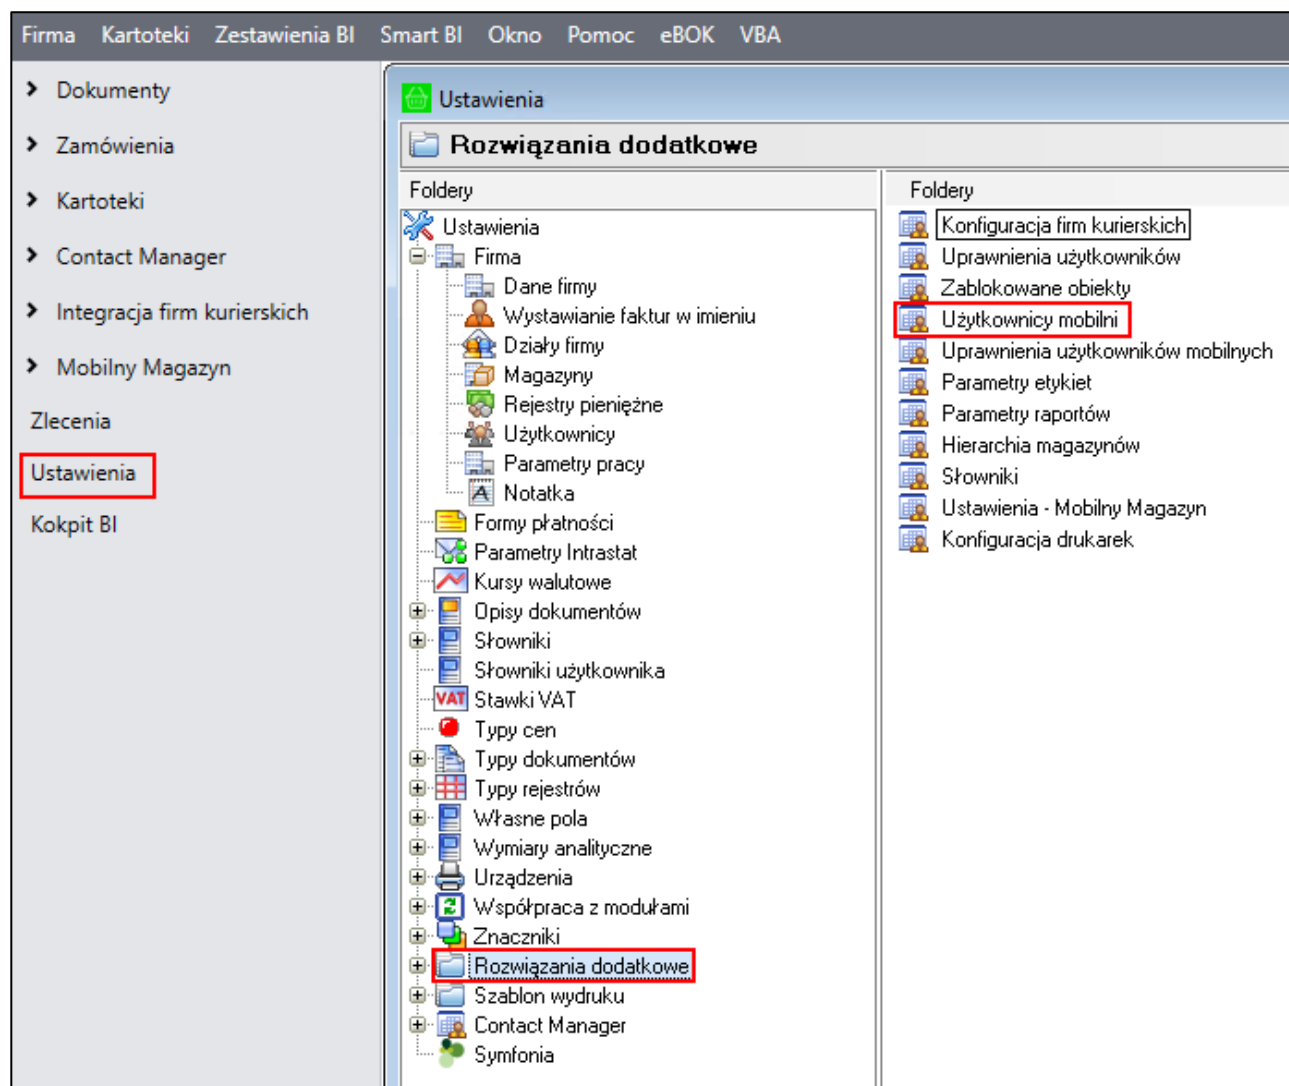 Firma Kartoteki Zestawienia BI Smart BI Okno Pomoc eBOK VBA
Dokumenty
Zamówienia
Kartoteki
Contact Manager
Integracja firm kurierskich
Mobilny Magazyn
Zlecenia
Ustawienia
Kokpit BI
Ustawienia
Rozwiązania dodatkowe
Foldery
Ustawienia
Firma
Dane firmy
Wystawianie faktur w imieniu
Działy firmy
Magazyny
Rejestry pieniężne
Użytkownicy
Parametry pracy
Notatka
Formy płatności
Parametry Intrastat
Kursy walutowe
Opisy dokumentów
Słowniki
Słowniki użytkownika
VAT Stawki VAT
Typy cen
Typy dokumentów
Typy rejestrów
Własne pola
Wymiary analityczne
Urządzenia
Współpraca z modułami
Znaczniki
Rozwiązania dodatkowe
Szablon wydruku
Contact Manager
Symfonia
Foldery
Konfiguracja firm kurierskich
Uprawnienia użytkowników
Zablokowane obiekty
Użytkownicy mobilni
Uprawnienia użytkowników mobilnych
Parametry etykiet
Parametry raportów
Hierarchia magazynów
Słowniki
Ustawienia - Mobilny Magazyn
Konfiguracja drukarek